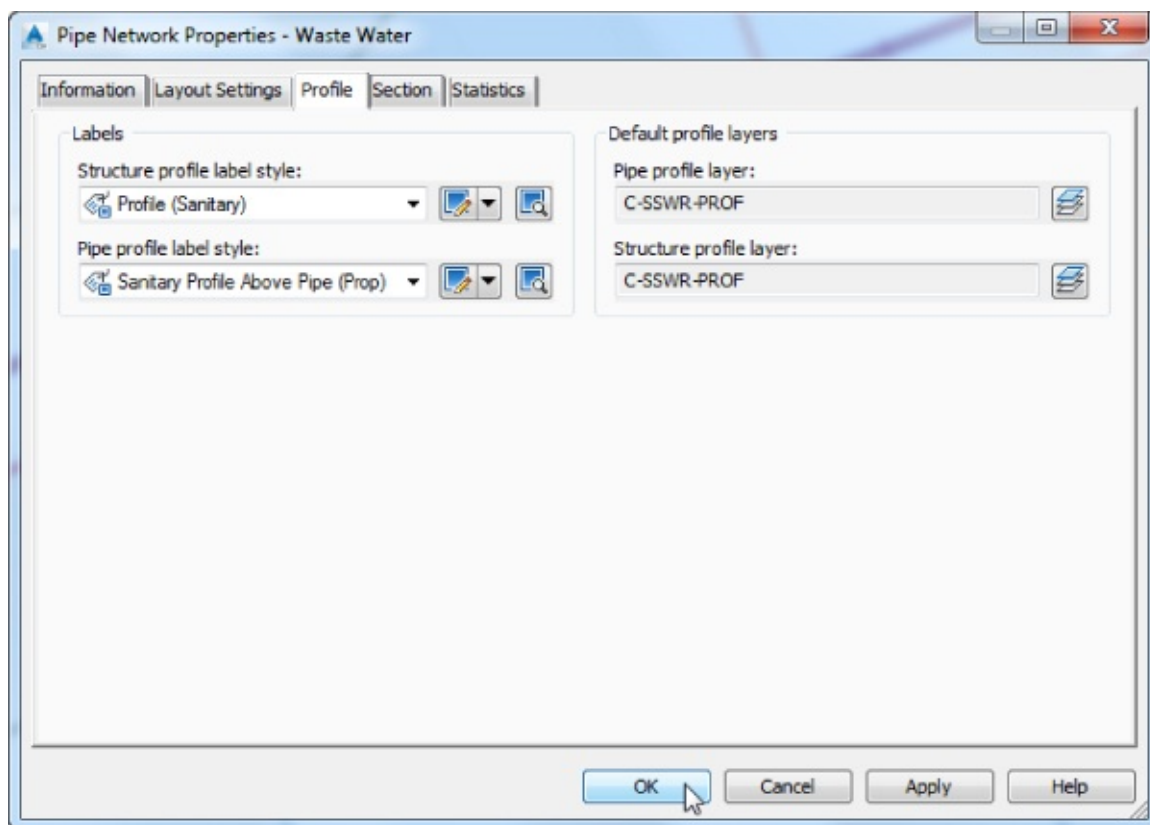 Pipe Network Properties - Waste Water
Information Layout Settings Profile Section Statistics
Labels
Structure profile label style:
Profile (Sanitary)
Pipe profile label style:
Sanitary Profile Above Pipe (Prop)
Default profile layers
Pipe profile layer:
C-SSWR-PROF
Structure profile layer:
C-SSWR-PROF
OK Cancel Apply Help